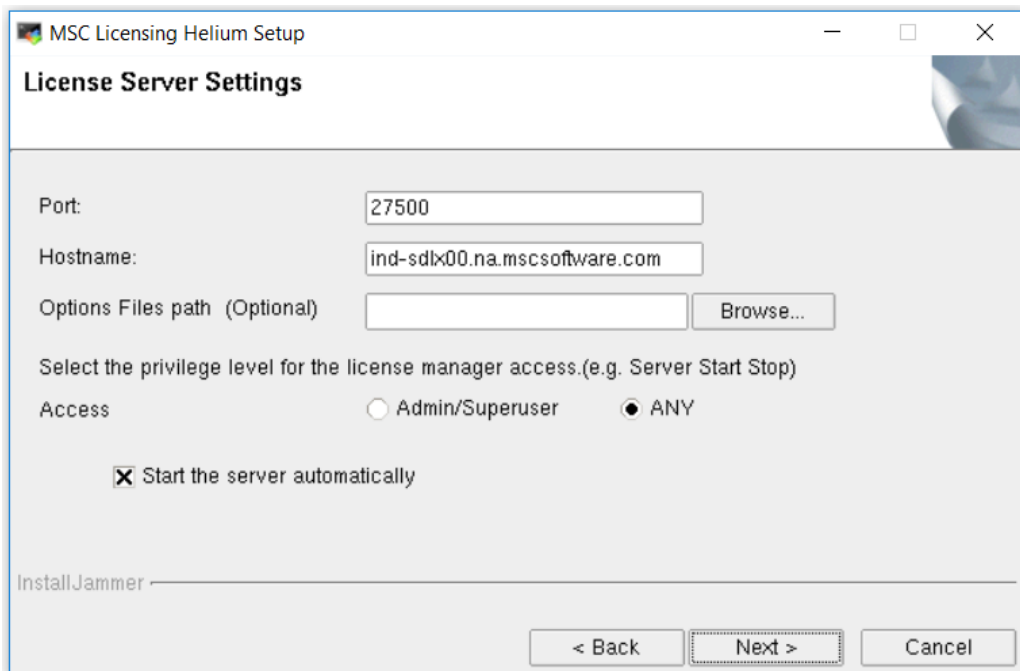 MSC Licensing Helium Setup
License Server Settings
Port:
27500
Hostname:
ind-sdlx00.na.mscsoftware.com
Options Files path (Optional)
Browse...
Select the privilege level for the license manager access.(e.g. Server Start Stop)
Access
Admin/Superuser
ANY
Start the server automatically
InstallJammer
< Back
Next >
Cancel